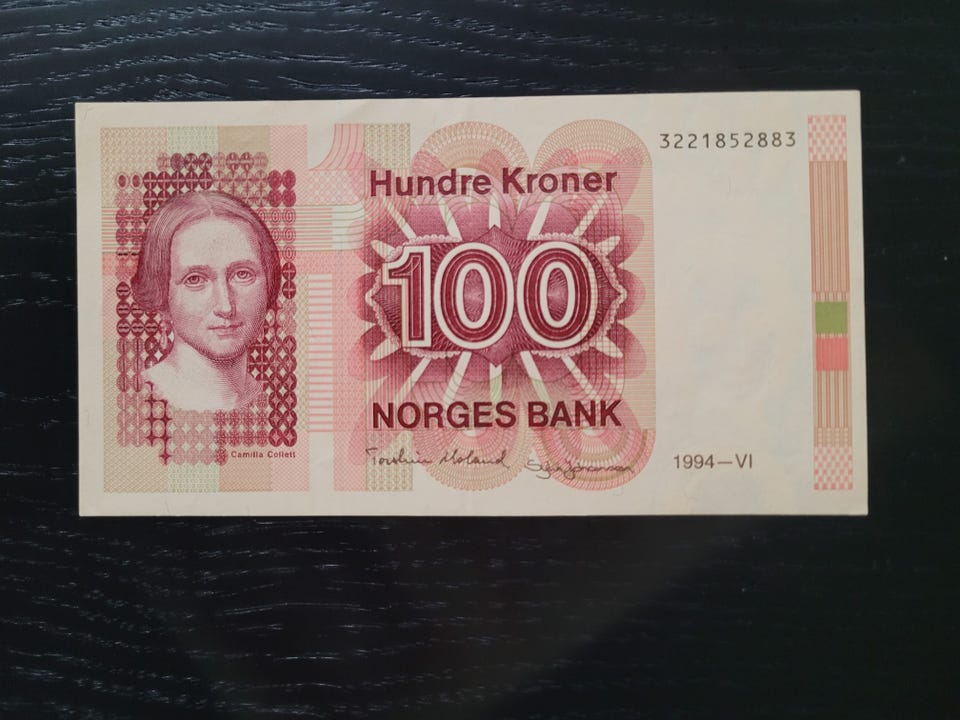 3221852883
Hundre Kroner
100
NORGES BANK
Camilla Collett
1994–VI